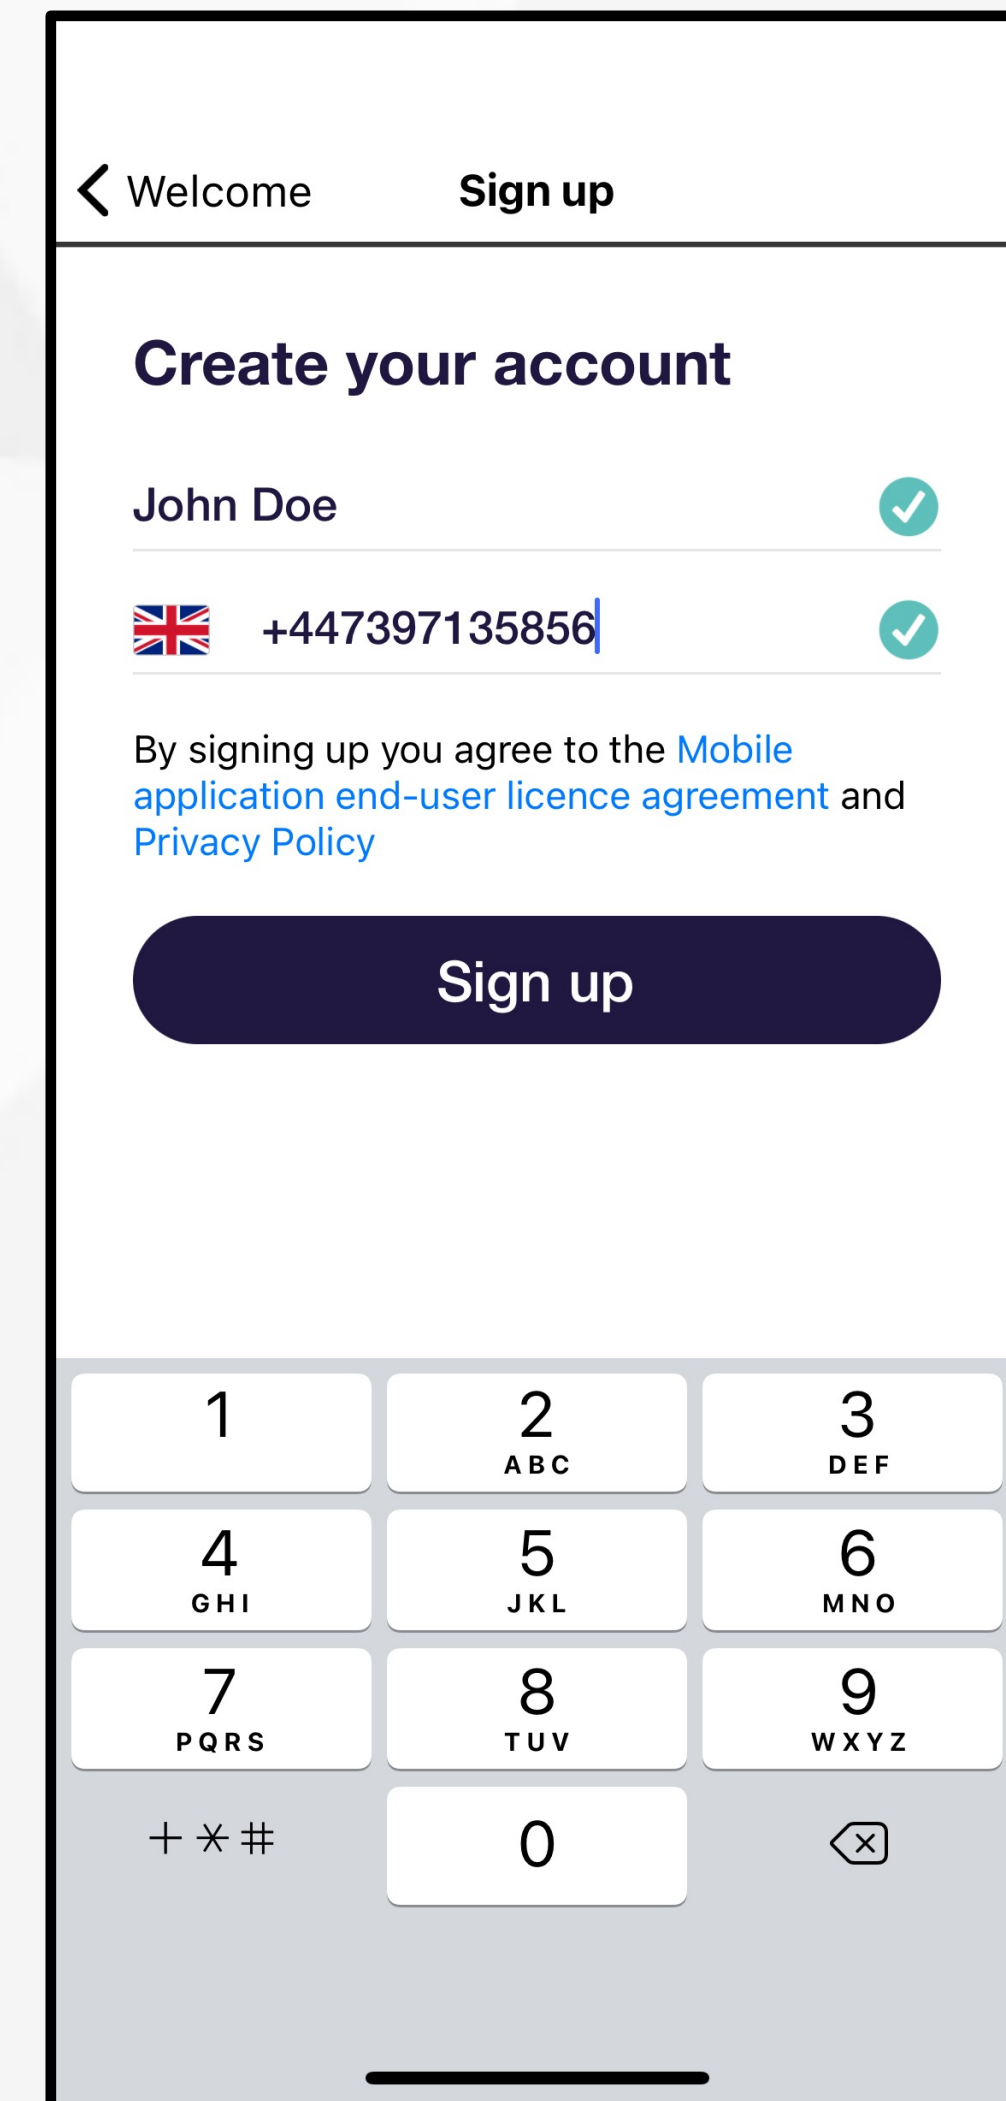 Welcome
Sign up
Create your account
John Doe
+447397135856
By signing up you agree to the Mobile
application end-user licence agreement and
Privacy Policy
Sign up
1 2 3
ABC DEF
4 5 6
GHI JKL MNO
7 8 9
PQRS TUV WXYZ
+*# 0